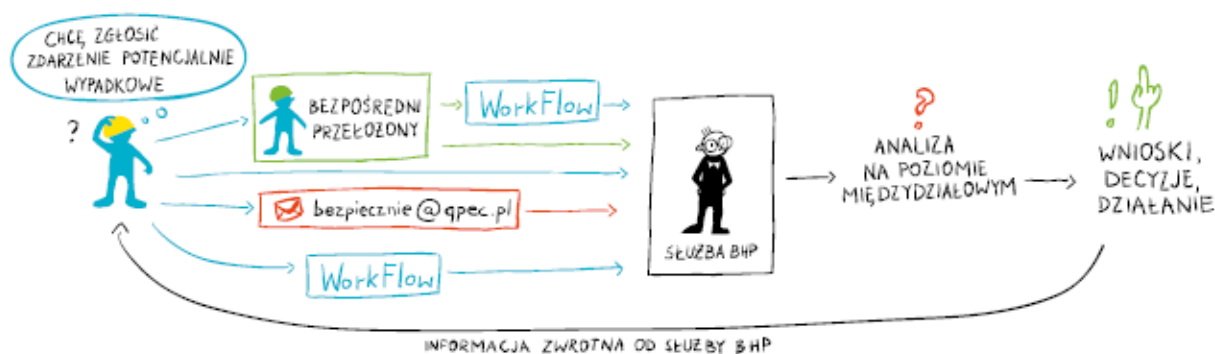 CHCĘ ZGŁOSIĆ
ZDARZENIE POTENCJALNIE
WYPADKOWE
?
BEZPOŚREDNI
PRZEŁOŻONY
WorkFlow
bezpiecznie@qpec.pl
WorkFlow
SŁUŻBA BHP
?
ANALIZA
NA POZIOMIE
MIĘDZYDZIAŁOWYM
!
WNIOSKI,
DECYZJE,
DZIAŁANIE
INFORMACJA ZWROTNA OD SŁUŻBY BHP